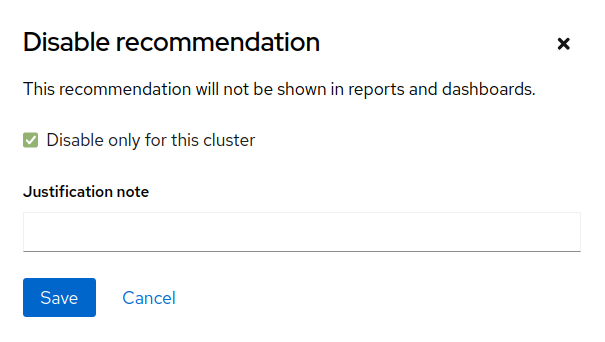 Disable recommendation
This recommendation will not be shown in reports and dashboards.
Disable only for this cluster
Justification note
Save Cancel